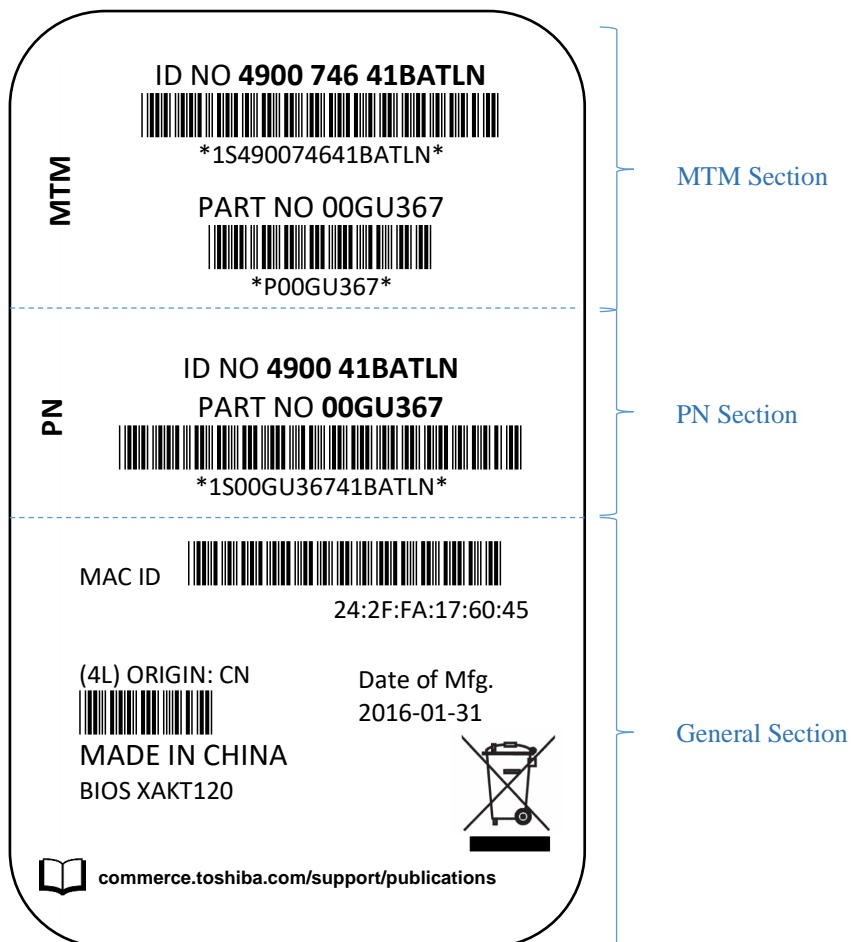 ID NO 4900 746 41BATLN
*1S490074641BATLN*
MTM
PART NO 00GU367
*P00GU367*
MTM Section
ID NO 4900 41BATLN
PN
PART NO 00GU367
*1S00GU36741BATLN*
PN Section
MAC ID
24:2F:FA:17:60:45
(4L) ORIGIN: CN
Date of Mfg.
2016-01-31
MADE IN CHINA
BIOS XAKT120
General Section
commerce.toshiba.com/support/publications